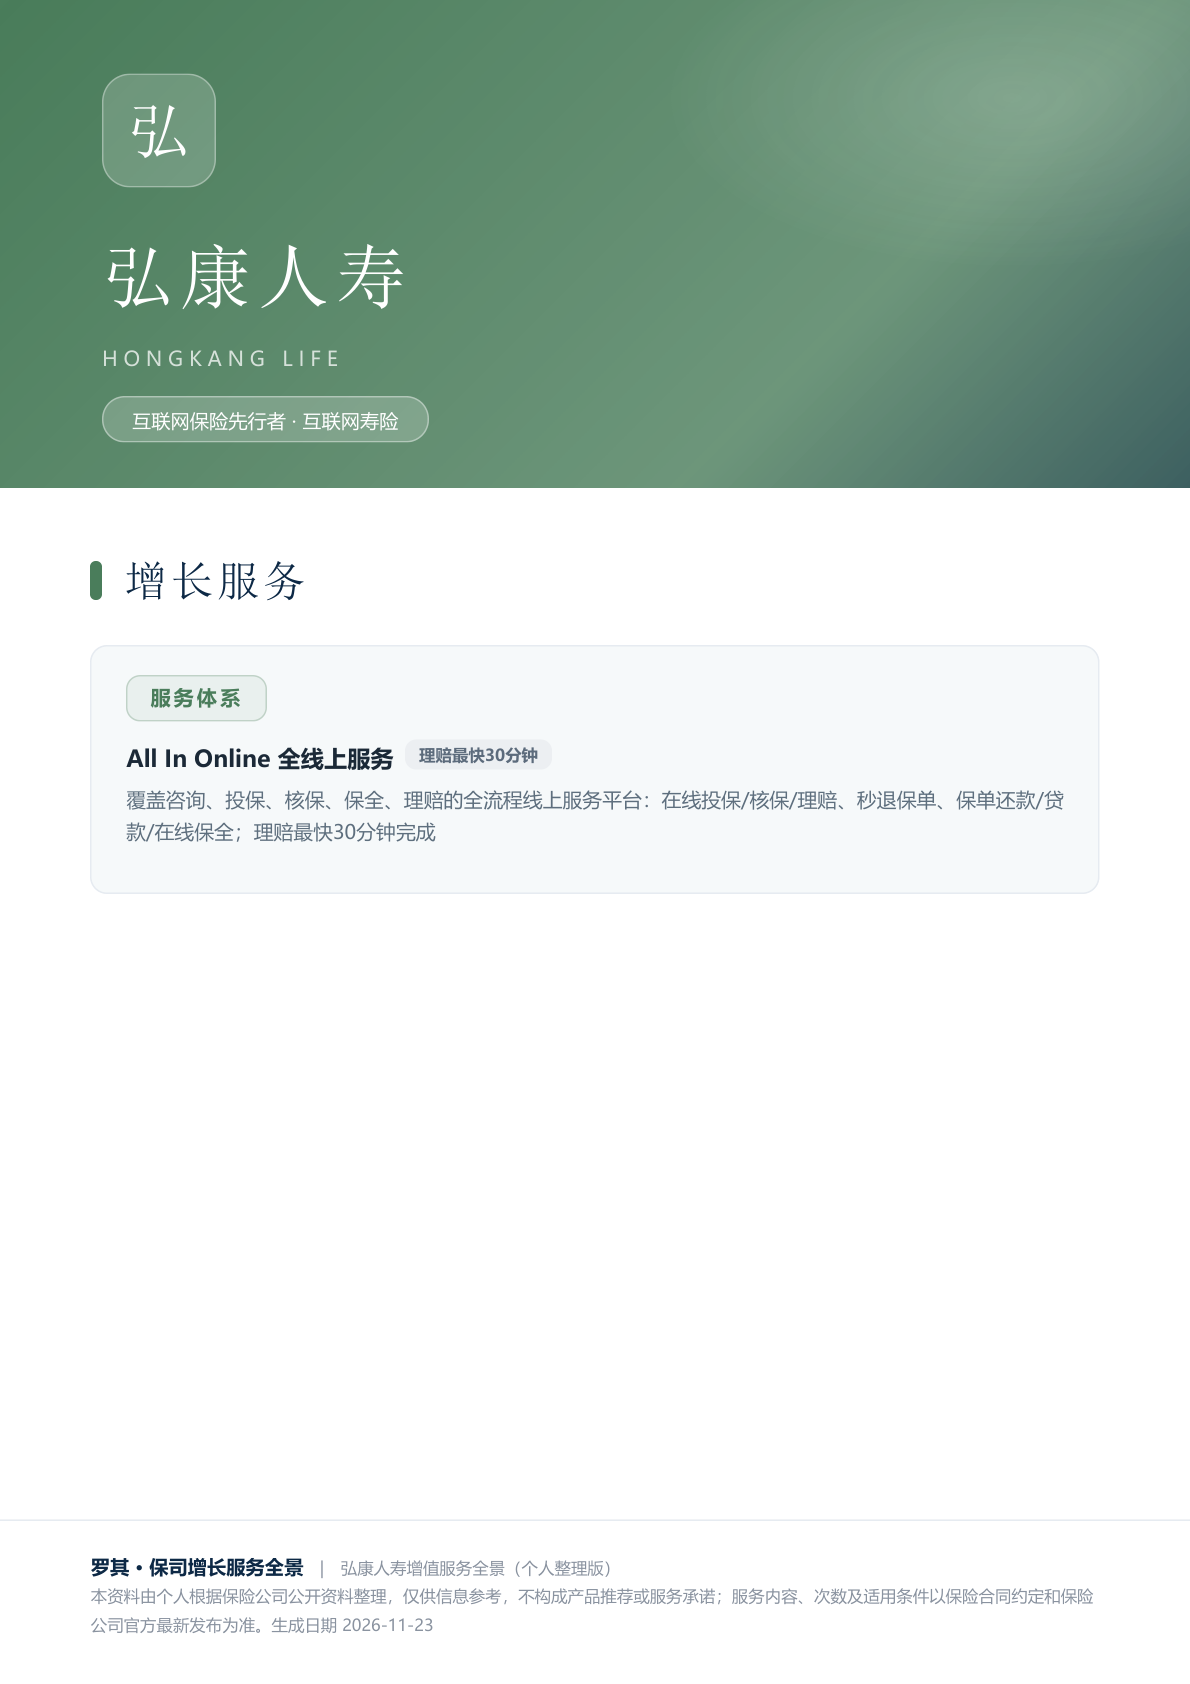 弘
弘康人寿
HONGKANG LIFE
互联网保险先行者 · 互联网寿险
增长服务
服务体系
All In Online 全线上服务 理赔最快30分钟
覆盖咨询、投保、核保、保全、理赔的全流程线上服务平台：在线投保/核保/理赔、秒退保单、保单还款/贷
款/在线保全；理赔最快30分钟完成
罗其 • 保司增长服务全景 | 弘康人寿增值服务全景（个人整理版）
本资料由个人根据保险公司公开资料整理，仅供信息参考，不构成产品推荐或服务承诺；服务内容、次数及适用条件以保险合同约定和保险
公司官方最新发布为准。生成日期 2026-11-23